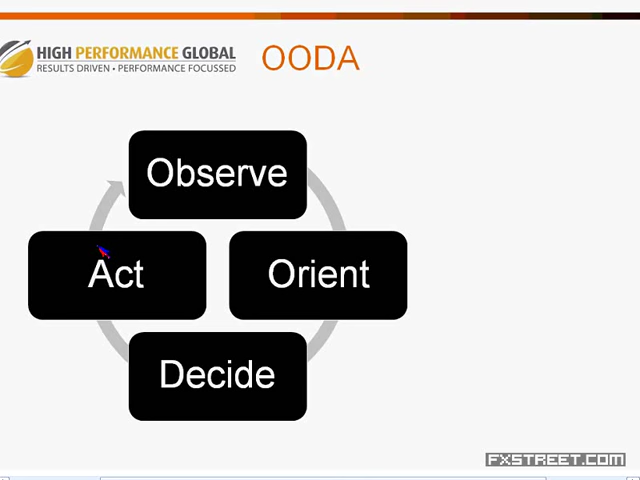 HIGH PERFORMANCE GLOBAL
RESULTS DRIVEN • PERFORMANCE FOCUSSED
OODA
Observe
Act
Orient
Decide
FXSTREET.COM